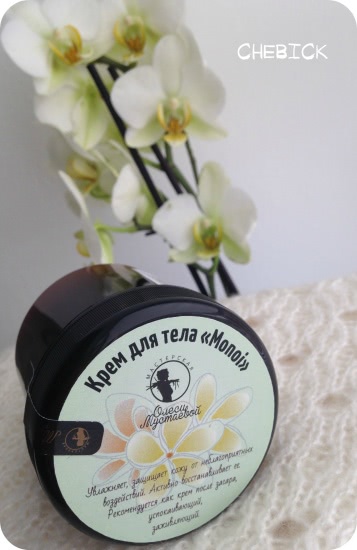 CHEBICK
Крем для тела «Мопоі»
МАСТЕРСКАЯ
Олеси
Мустаевой
Увлажняет, защищает кожу от неблагоприятных
воздействий. Активно восстанавливает ее.
Рекомендуется как крем после загара,
успокаивающий,
заживляющий.